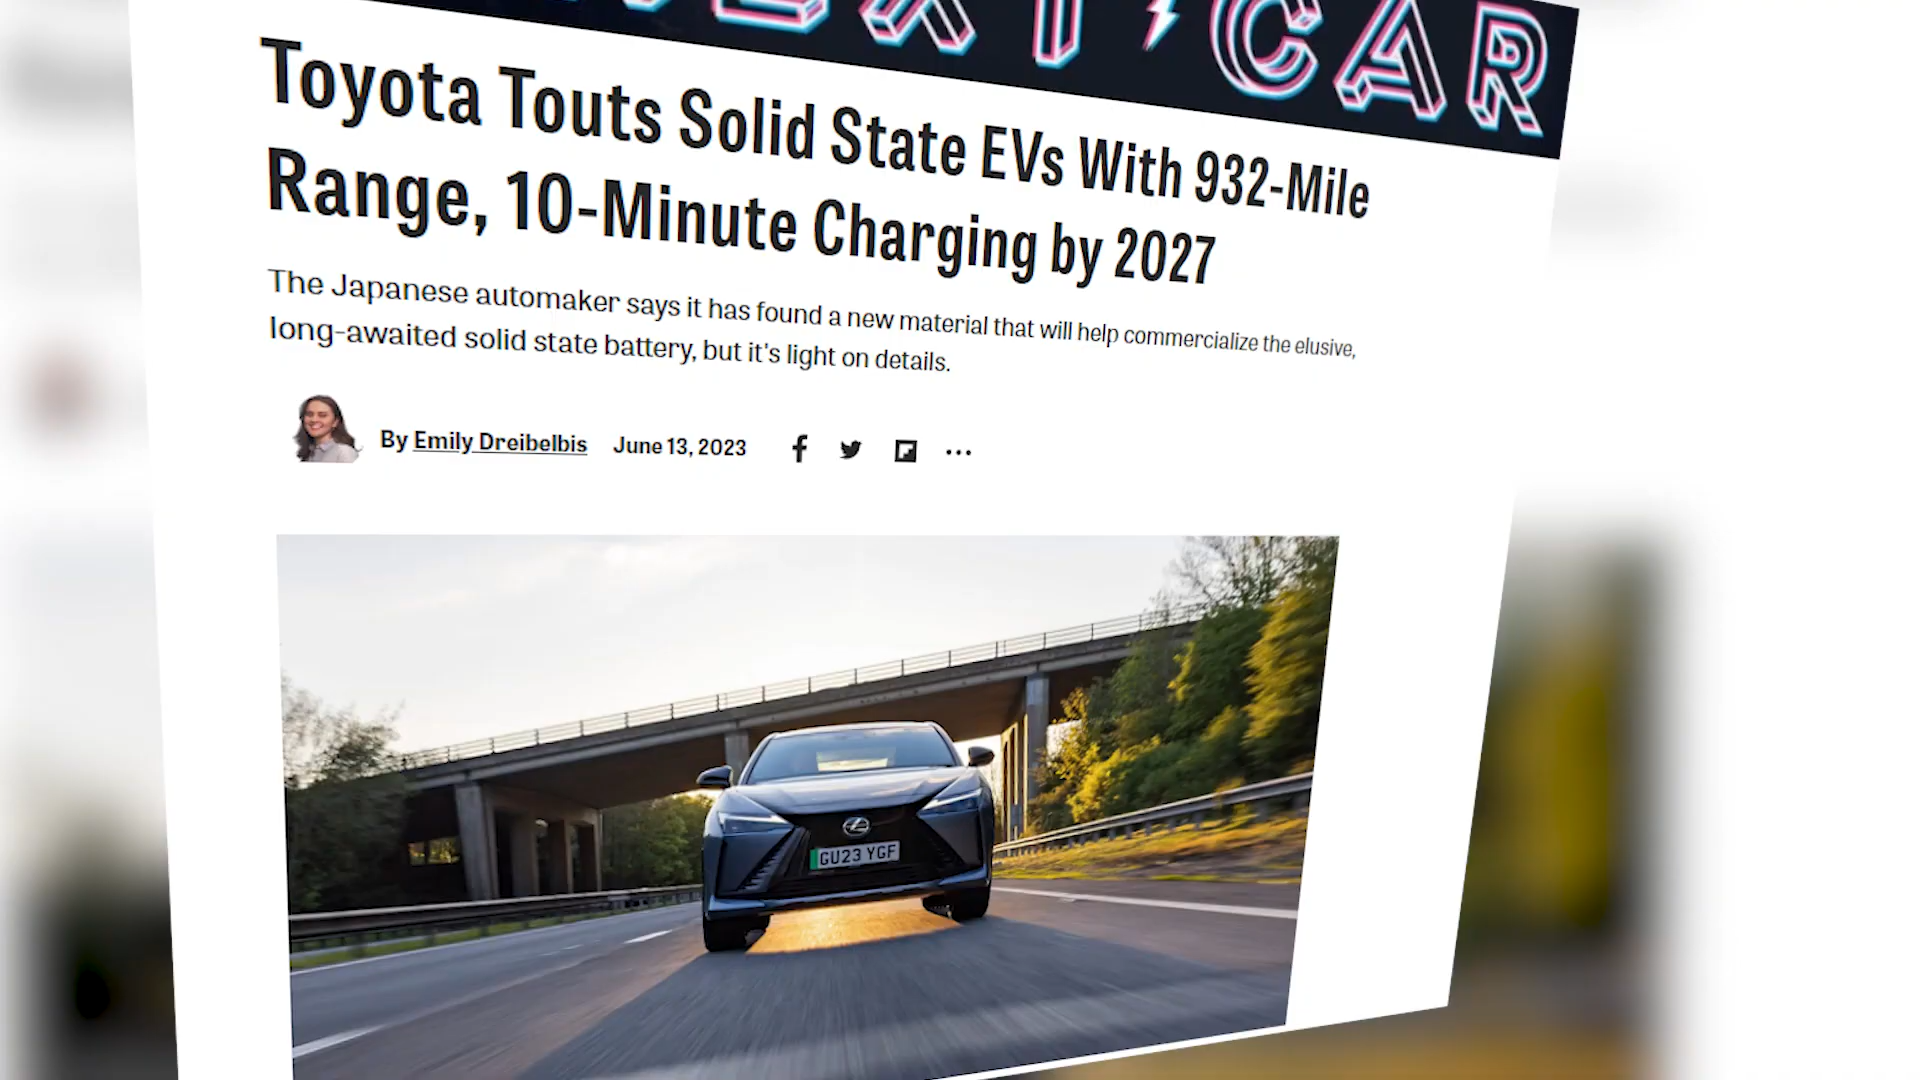 CAR
Toyota Touts Solid State EVs With 932-Mile
Range, 10-Minute Charging by 2027
The Japanese automaker says it has found a new material that will help commercialize the elusive,
long-awaited solid state battery, but it's light on details.
By Emily Dreibelbis June 13, 2023
GU23 YGF